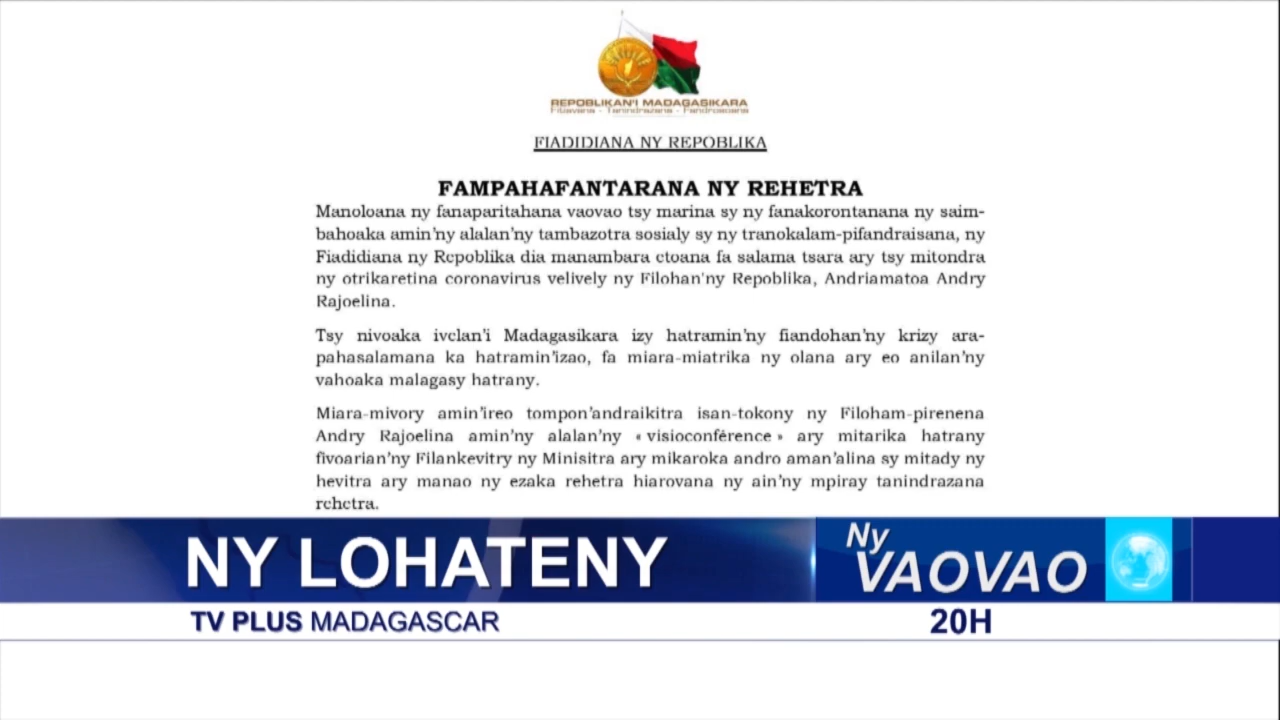 REPOBLIKAN'I MADAGASIKARA
Fitiavana - Tanindrazana - Fandrosoana
FIADIDIANA NY REPOBLIKA
FAMPAHAFANTARANA NY REHETRA
Manoloana ny fanaparitahana vaovao tsy marina sy ny fanakorontanana ny saim-
bahoaka amin'ny alalan'ny tambazotra sosialy sy ny tranokalam-pifandraisana, ny
Fiadidiana ny Repoblika dia manambara etoana fa salama tsara ary tsy mitondra
ny otrikaretina coronavirus velively ny Filohan'ny Repoblika, Andriamatoa Andry
Rajoelina.
Tsy nivoaka ivelan'i Madagasikara izy hatramin'ny fiandohan'ny krizy ara-
pahasalamana ka hatramin'izao, fa miara-miatrika ny olana ary eo anilan'ny
vahoaka malagasy hatrany.
Miara-mivory amin'ireo tompon'andraikitra isan-tokony ny Filoham-pirenena
Andry Rajoelina amin'ny alalan'ny « visioconférence » ary mitarika hatrany
fivoarian'ny Filankevitry ny Minisitra ary mikaroka andro aman'alina sy mitady ny
hevitra ary manao ny ezaka rehetra hiarovana ny ain'ny mpiray tanindrazana
rehetra.
NY LOHATENY
Ny
VAOVAO
TV PLUS MADAGASCAR
20H